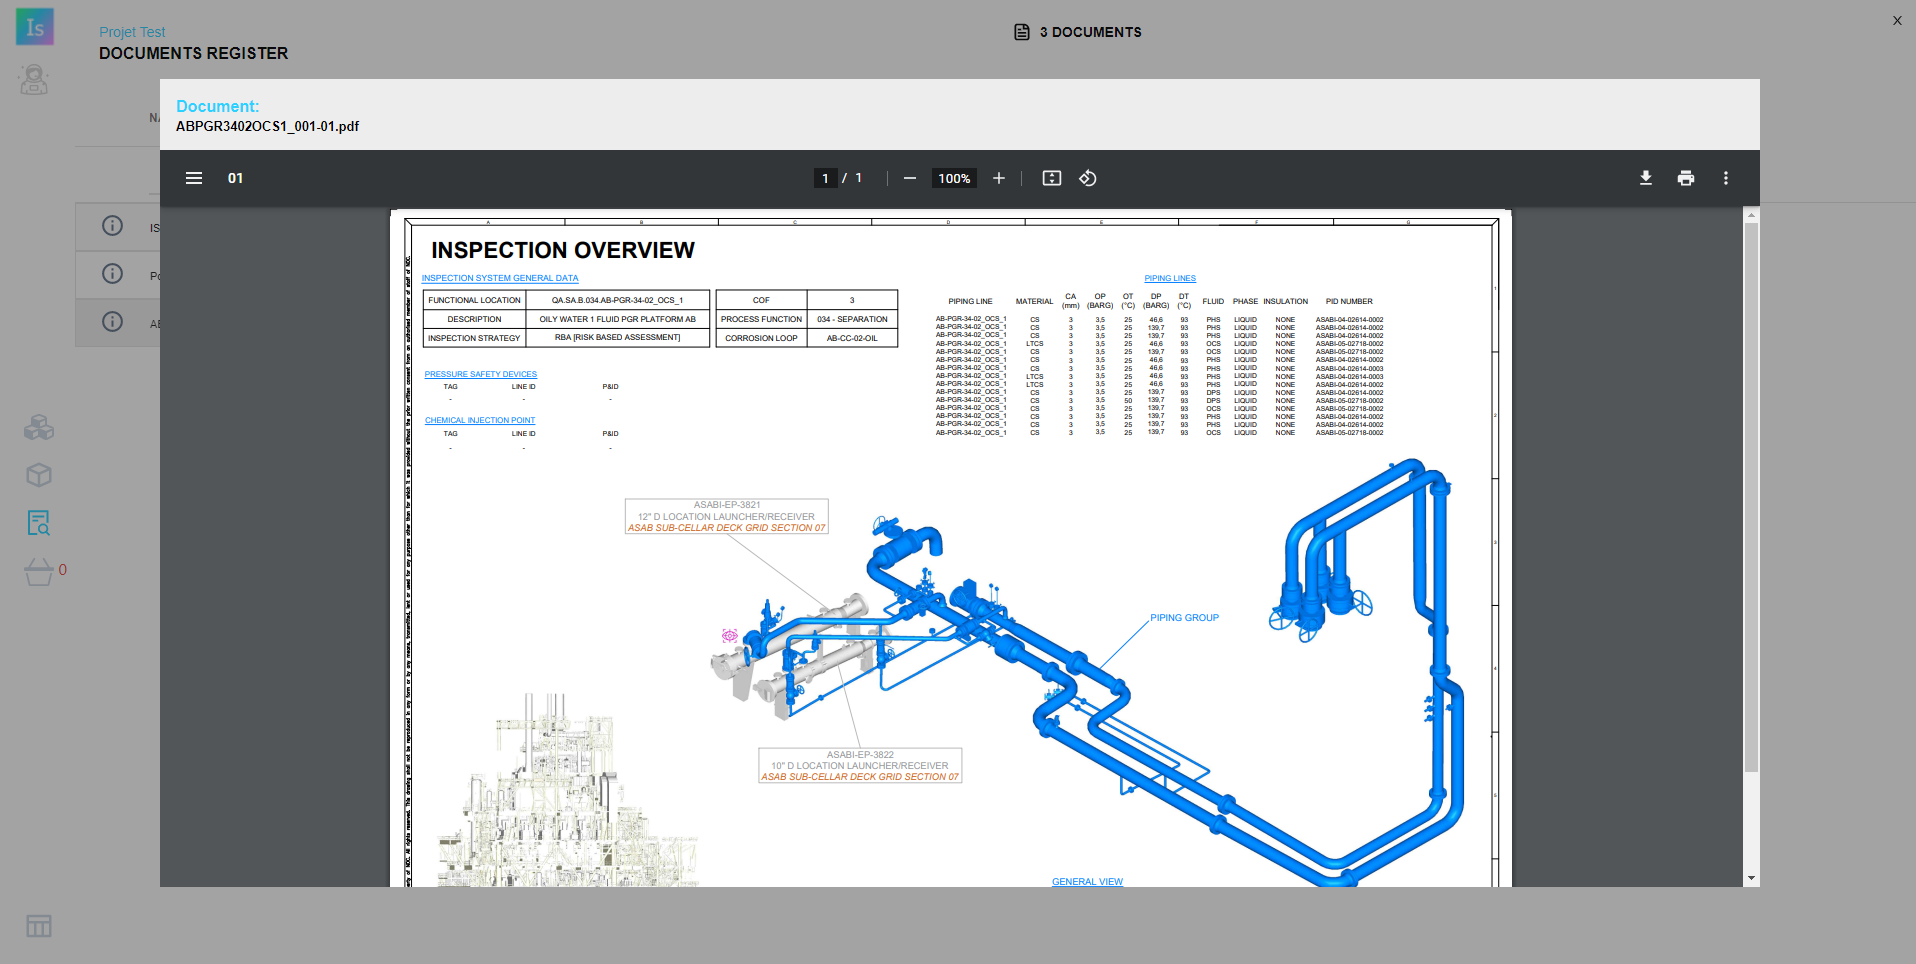 Is
Projet Test
DOCUMENTS REGISTER
3 DOCUMENTS
X
Document:
ABPGR3402OCS1_001-01.pdf
01
1 / 1
100%
0
INSPECTION OVERVIEW
INSPECTION SYSTEM GENERAL DATA
FUNCTIONAL LOCATION QA.SA.B.034.AB-PGR-34-02_OCS_1 COF 3
DESCRIPTION OILY WATER 1 FLUID PGR PLATFORM AB PROCESS FUNCTION 034 - SEPARATION
INSPECTION STRATEGY RBA [RISK BASED ASSESSMENT] CORROSION LOOP AB-CC-02-OIL
PRESSURE SAFETY DEVICES
TAG LINE ID P&ID
- - -
CHEMICAL INJECTION POINT
TAG LINE ID P&ID
- - -
PIPING LINES
PIPING LINE MATERIAL CA (mm) OP (BARG) OT (°C) DP (BARG) DT (°C) FLUID PHASE INSULATION PID NUMBER
AB-PGR-34-02_OCS_1 CS 3 3,5 25 46,6 93 PHS LIQUID NONE ASABI-04-02614-0002
AB-PGR-34-02_OCS_1 CS 3 3,5 25 139,7 93 PHS LIQUID NONE ASABI-04-02614-0002
AB-PGR-34-02_OCS_1 CS 3 3,5 25 139,7 93 PHS LIQUID NONE ASABI-04-02614-0002
AB-PGR-34-02_OCS_1 LTCS 3 3,5 25 46,6 93 OCS LIQUID NONE ASABI-05-02718-0002
AB-PGR-34-02_OCS_1 CS 3 3,5 25 139,7 93 OCS LIQUID NONE ASABI-05-02718-0002
AB-PGR-34-02_OCS_1 CS 3 3,5 25 46,6 93 PHS LIQUID NONE ASABI-04-02614-0002
AB-PGR-34-02_OCS_1 CS 3 3,5 25 46,6 93 PHS LIQUID NONE ASABI-04-02614-0003
AB-PGR-34-02_OCS_1 LTCS 3 3,5 25 46,6 93 PHS LIQUID NONE ASABI-04-02614-0003
AB-PGR-34-02_OCS_1 LTCS 3 3,5 25 46,6 93 PHS LIQUID NONE ASABI-04-02614-0002
AB-PGR-34-02_OCS_1 CS 3 3,5 25 139,7 93 DPS LIQUID NONE ASABI-04-02614-0002
AB-PGR-34-02_OCS_1 CS 3 3,5 50 139,7 93 DPS LIQUID NONE ASABI-05-02718-0002
AB-PGR-34-02_OCS_1 CS 3 3,5 25 139,7 93 OCS LIQUID NONE ASABI-05-02718-0002
AB-PGR-34-02_OCS_1 CS 3 3,5 25 139,7 93 PHS LIQUID NONE ASABI-04-02614-0002
AB-PGR-34-02_OCS_1 CS 3 3,5 25 139,7 93 PHS LIQUID NONE ASABI-04-02614-0002
AB-PGR-34-02_OCS_1 CS 3 3,5 25 139,7 93 OCS LIQUID NONE ASABI-05-02718-0002
ASABI-EP-3821
12" D LOCATION LAUNCHER/RECEIVER
ASAB SUB-CELLAR DECK GRID SECTION 07
PIPING GROUP
ASABI-EP-3822
10" D LOCATION LAUNCHER/RECEIVER
ASAB SUB-CELLAR DECK GRID SECTION 07
GENERAL VIEW